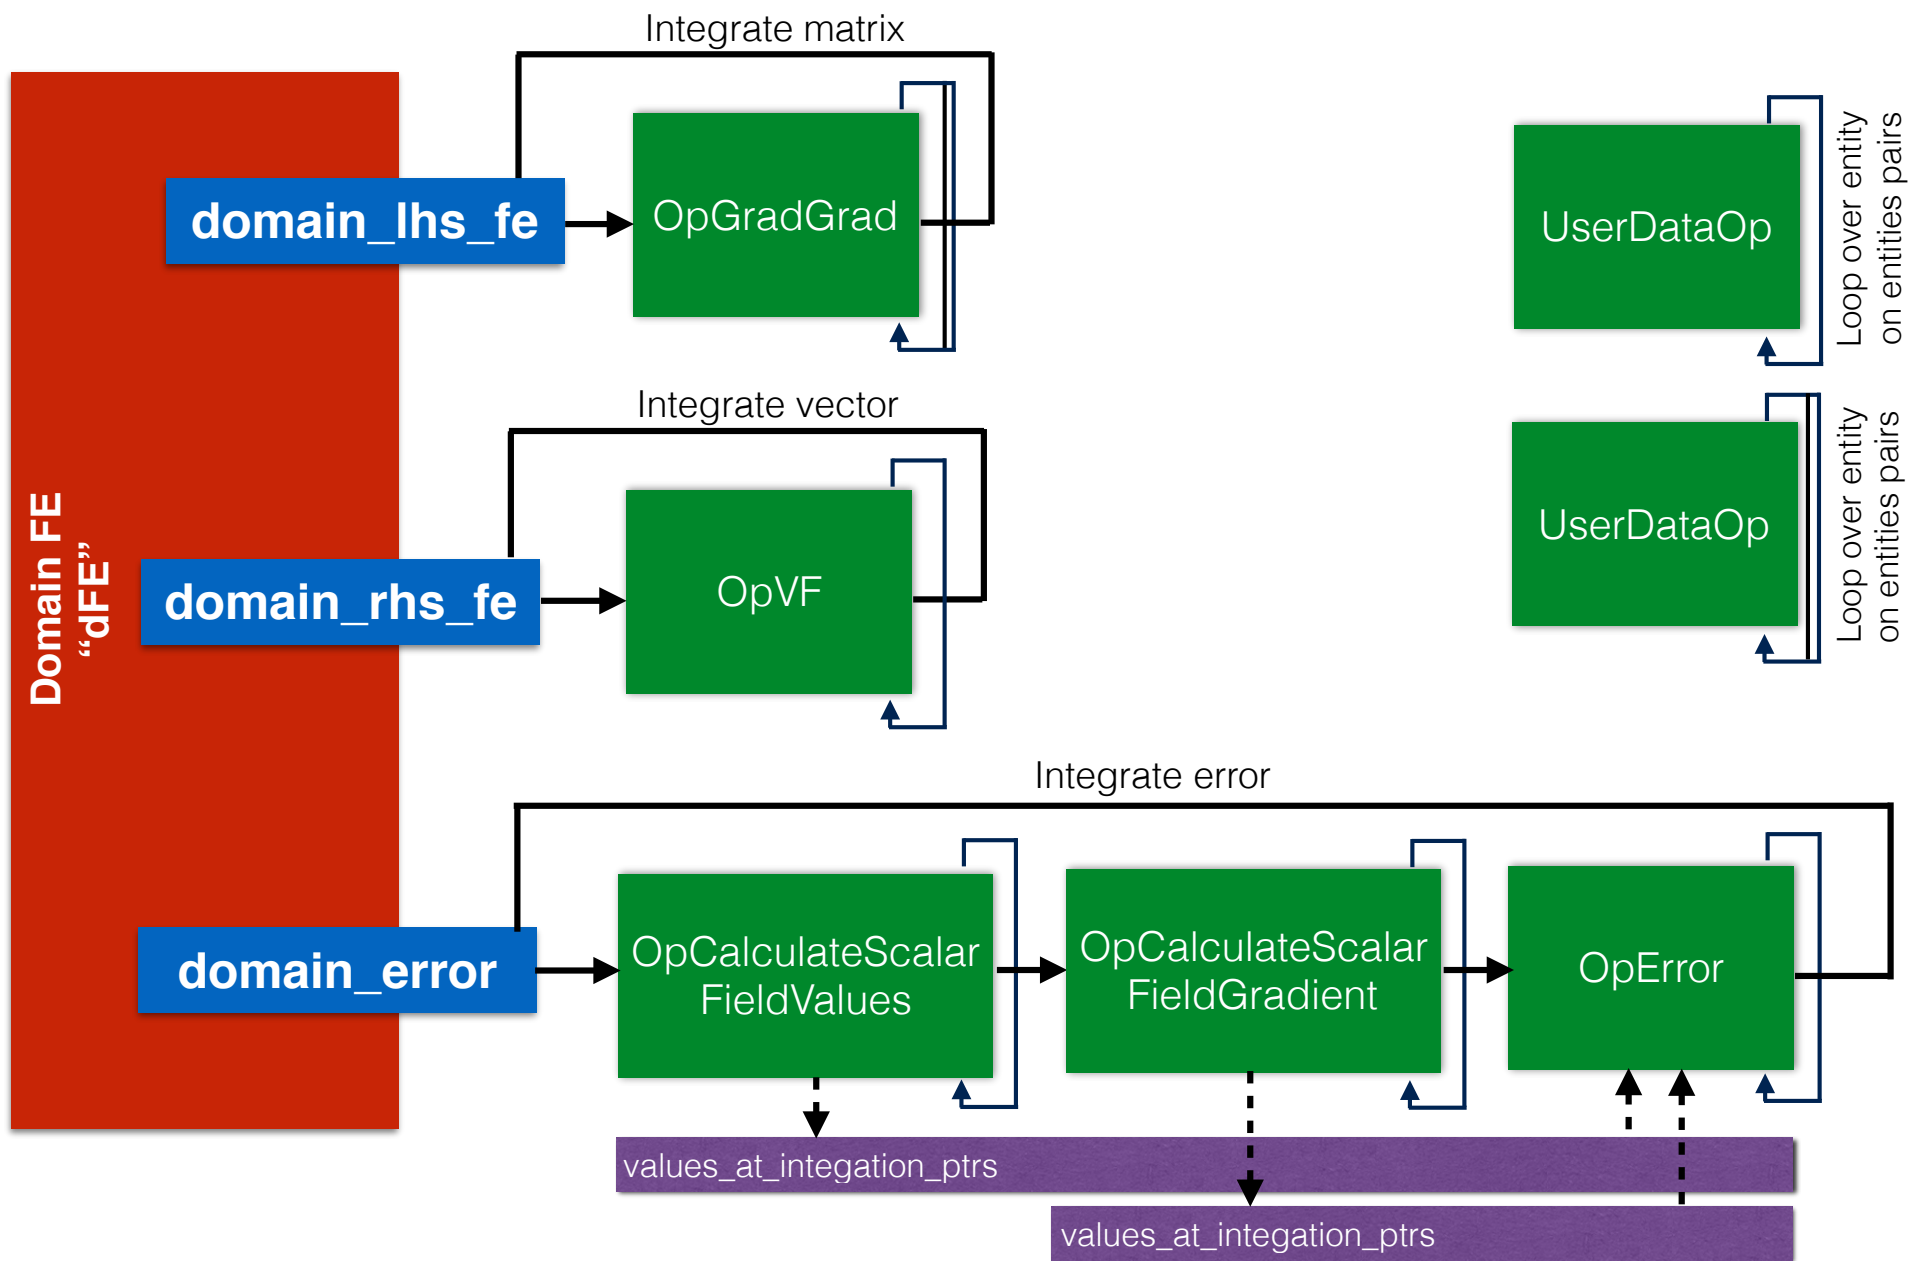 Integrate matrix
domain_lhs_fe
OpGradGrad
UserDataOp
Loop over entity
on entities pairs
Integrate vector
domain_rhs_fe
OpVF
UserDataOp
Loop over entity
on entities pairs
Domain FE
“dFE”
Integrate error
domain_error
OpCalculateScalar
FieldValues
OpCalculateScalar
FieldGradient
OpError
values_at_integation_ptrs
values_at_integation_ptrs